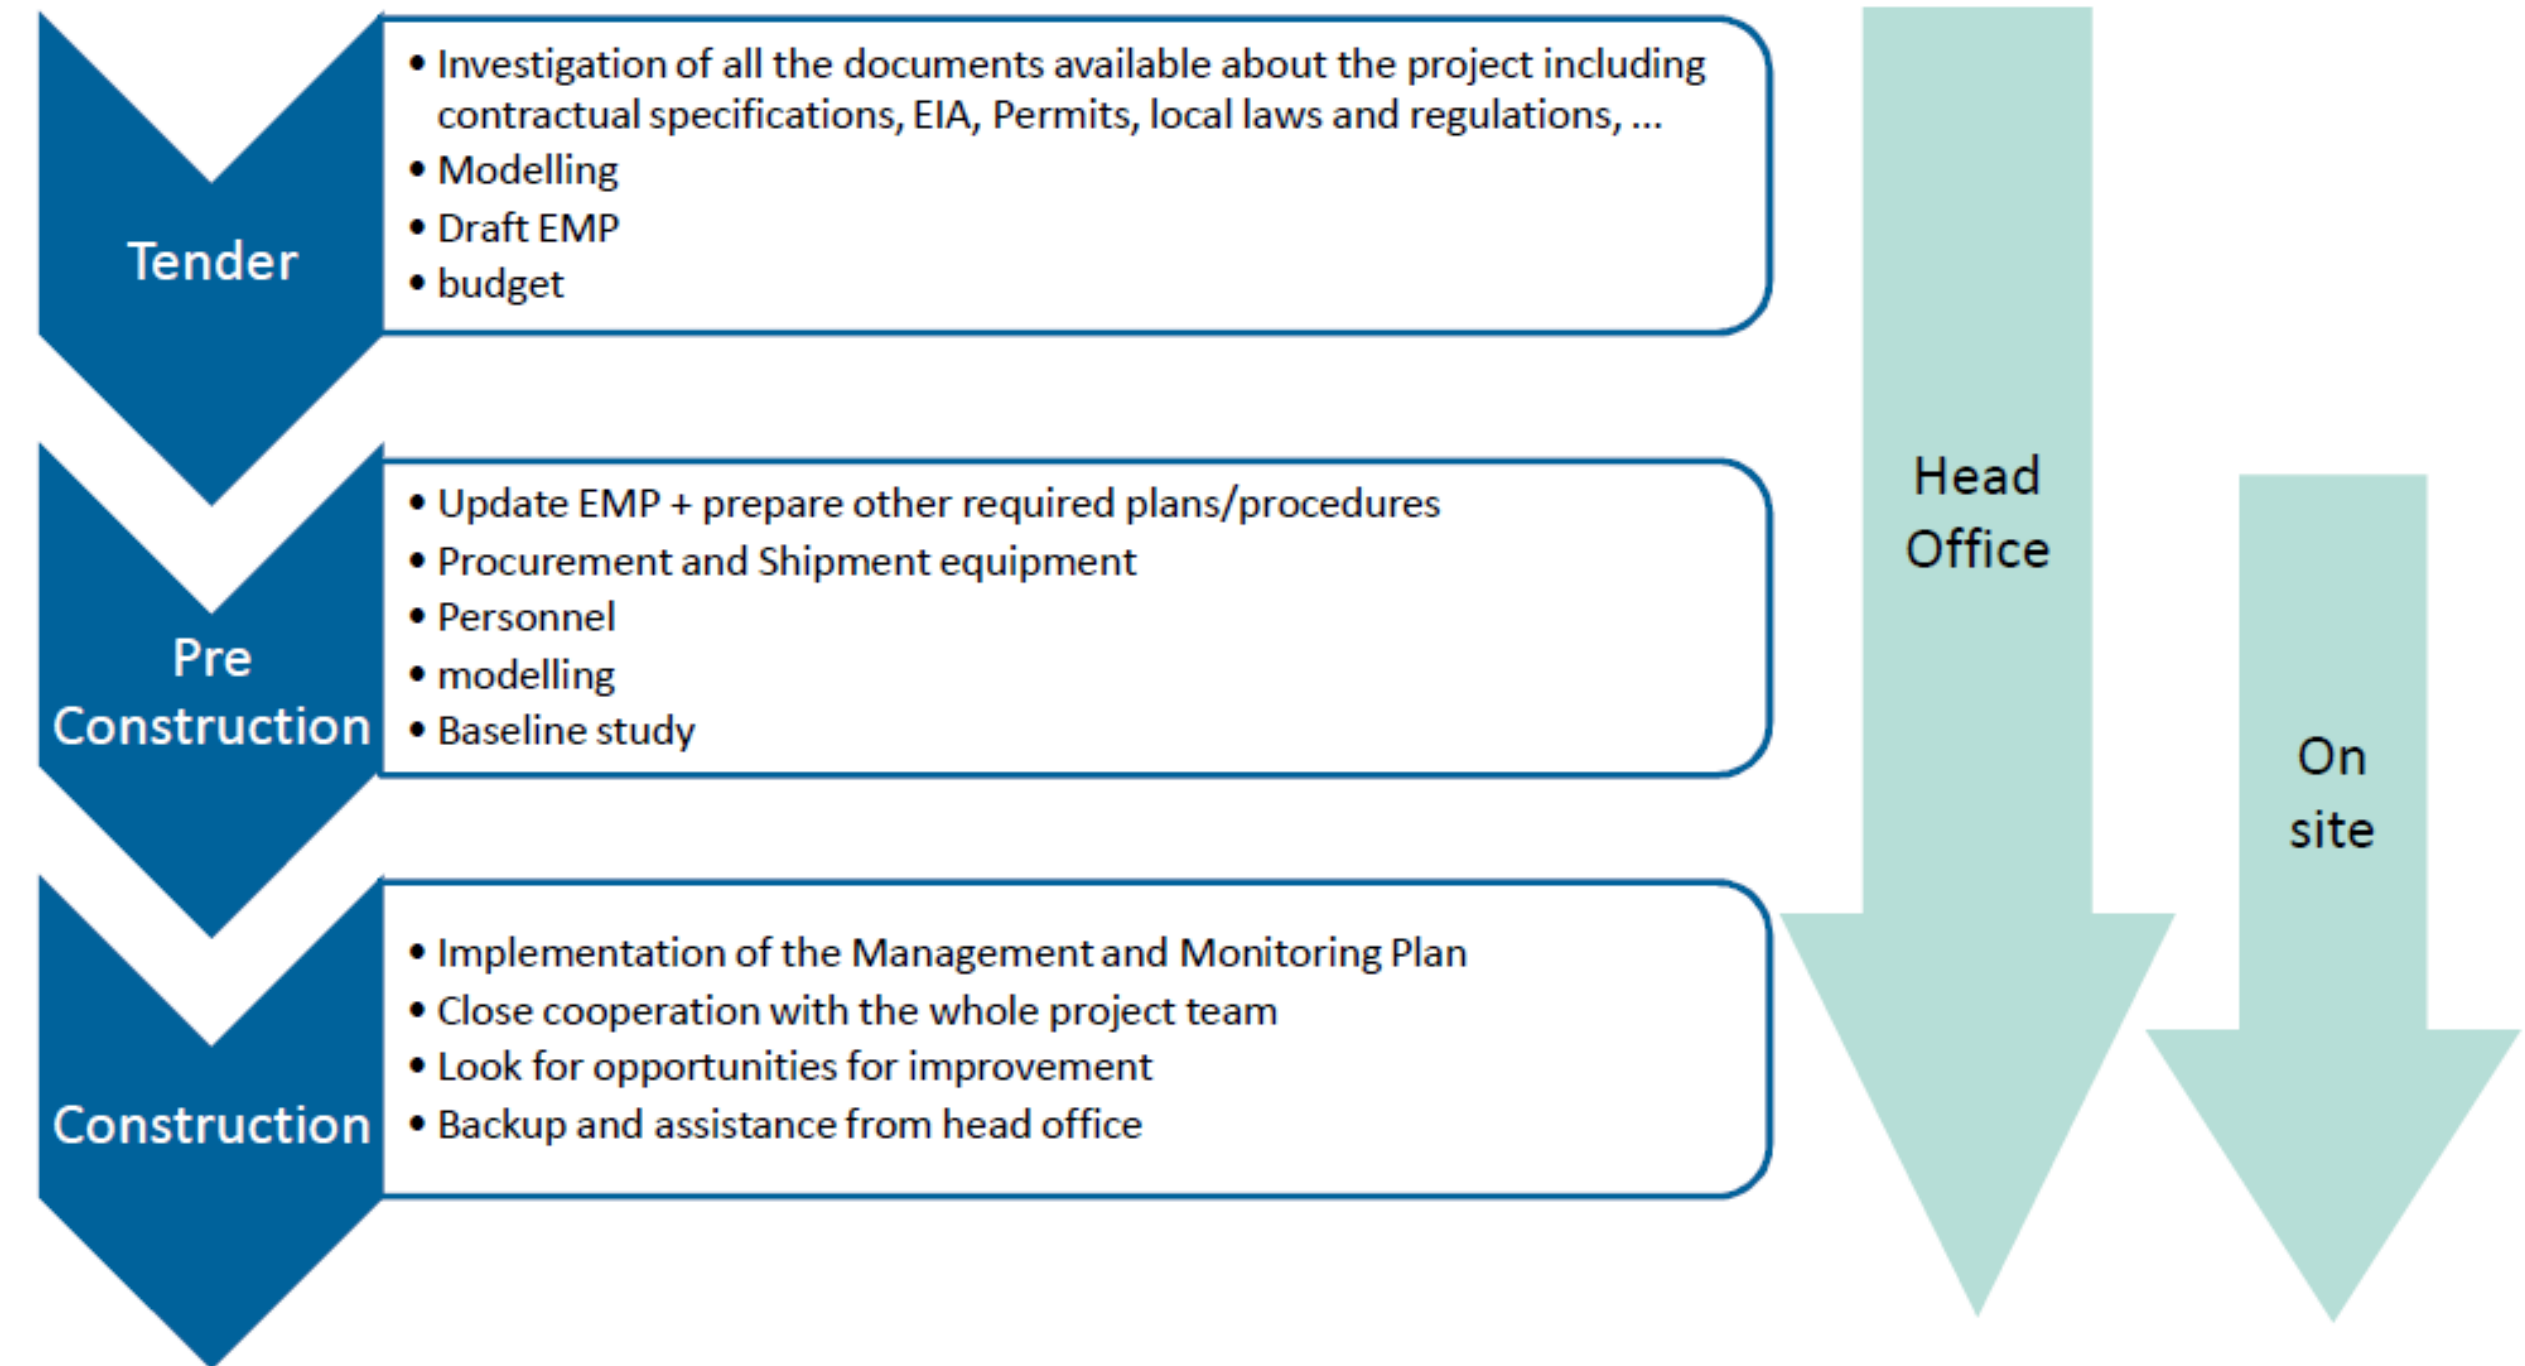 Tender
• Investigation of all the documents available about the project including
contractual specifications, EIA, Permits, local laws and regulations, ...
• Modelling
• Draft EMP
• budget
Pre
Construction
• Update EMP + prepare other required plans/procedures
• Procurement and Shipment equipment
• Personnel
• modelling
• Baseline study
Construction
• Implementation of the Management and Monitoring Plan
• Close cooperation with the whole project team
• Look for opportunities for improvement
• Backup and assistance from head office
Head
Office
On
site